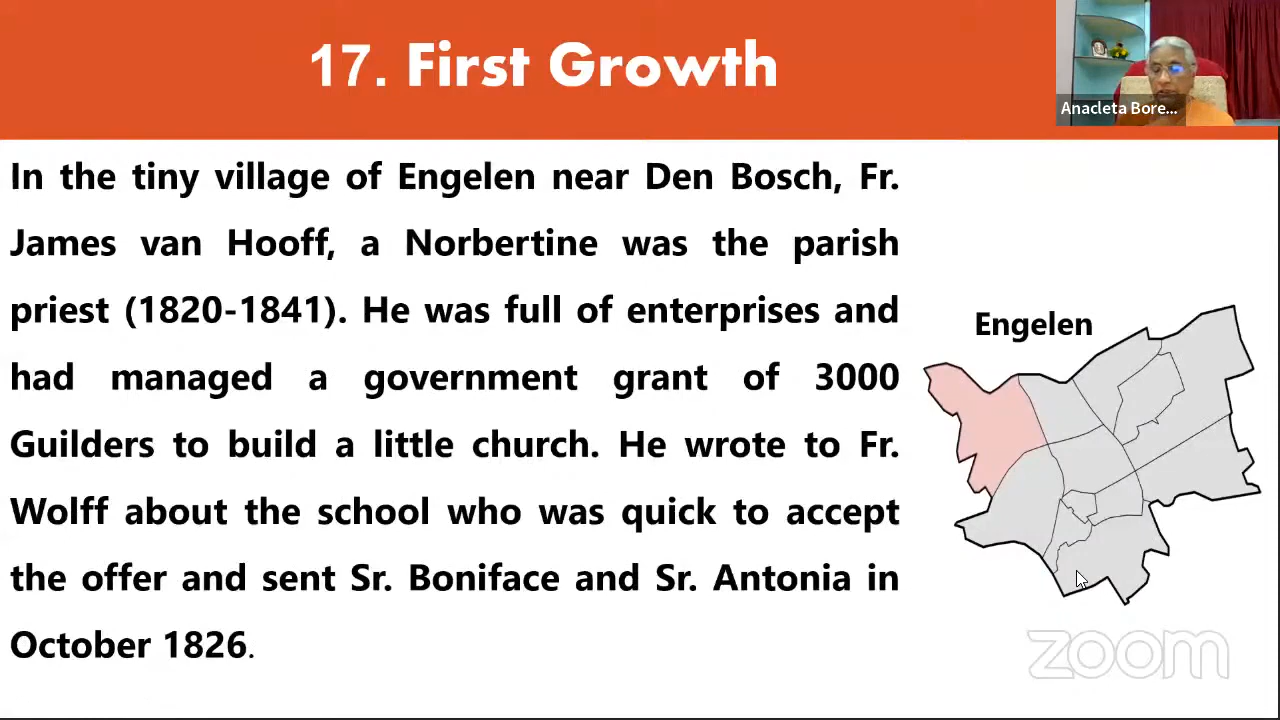 17. First Growth
Anacleta Bore...
In the tiny village of Engelen near Den Bosch, Fr.
James van Hooff, a Norbertine was the parish
priest (1820-1841). He was full of enterprises and
had managed a government grant of 3000
Guilders to build a little church. He wrote to Fr.
Wolff about the school who was quick to accept
the offer and sent Sr. Boniface and Sr. Antonia in
October 1826.
Engelen
zoom